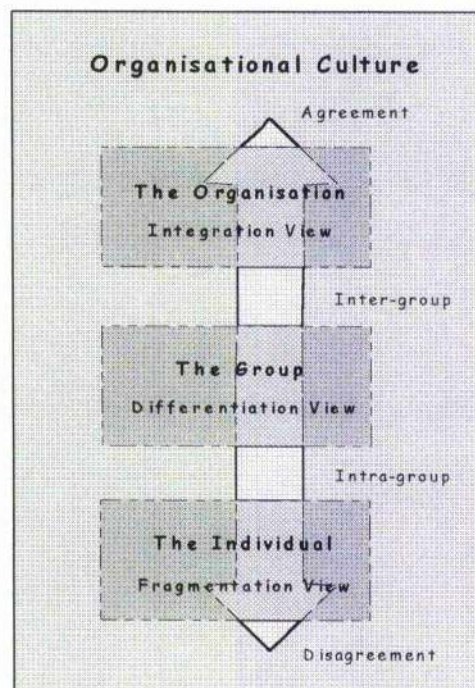 Organisational Culture
Agreement
The Organisation
Integration View
Inter-group
The Group
Differentiation View
Intra-group
The Individual
Fragmentation View
Disagreement